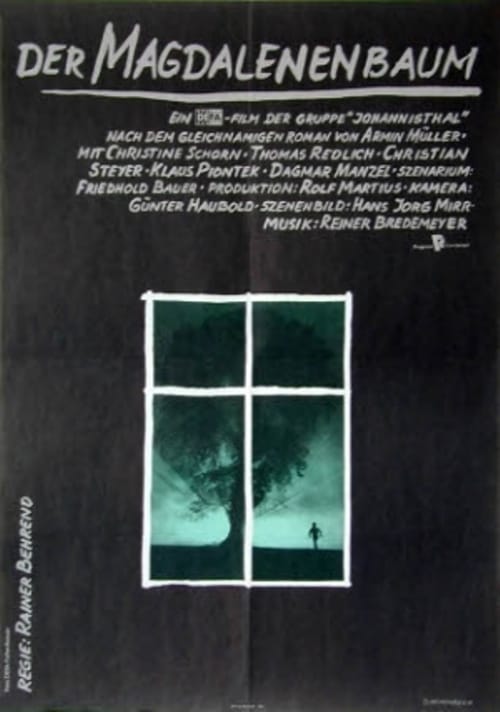 DER MAGDALENENBAUM
EIN DEFA-FILM DER GRUPPE "JOHANNISTHAL"
NACH DEM GLEICHNAMIGEN ROMAN VON ARMIN MÜLLER·
MIT CHRISTINE SCHORN · THOMAS REDLICH · CHRISTIAN
STEYER · KLAUS PIONTEK · DAGMAR MANZEL · SZENARIUM:
FRIEDHOLD BAUER · PRODUKTION: ROLF MARTIUS · KAMERA:
GÜNTER HAUBOLD · SZENENBILD: HANS JORG MIRR·
MUSIK: REINER BREDEMEYER
REGIE: RAINER BEHREND